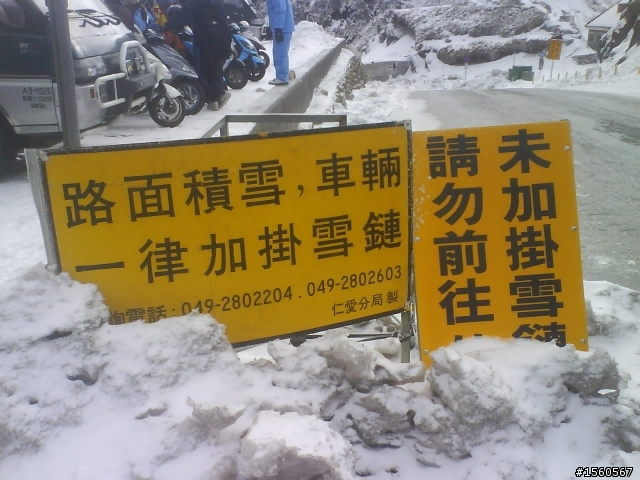 路面積雪,車輛
一律加掛雪鏈
詢電話:049-2802204.049-2802603
仁愛分局製
未加掛雪鏈
請勿前往
#1560567